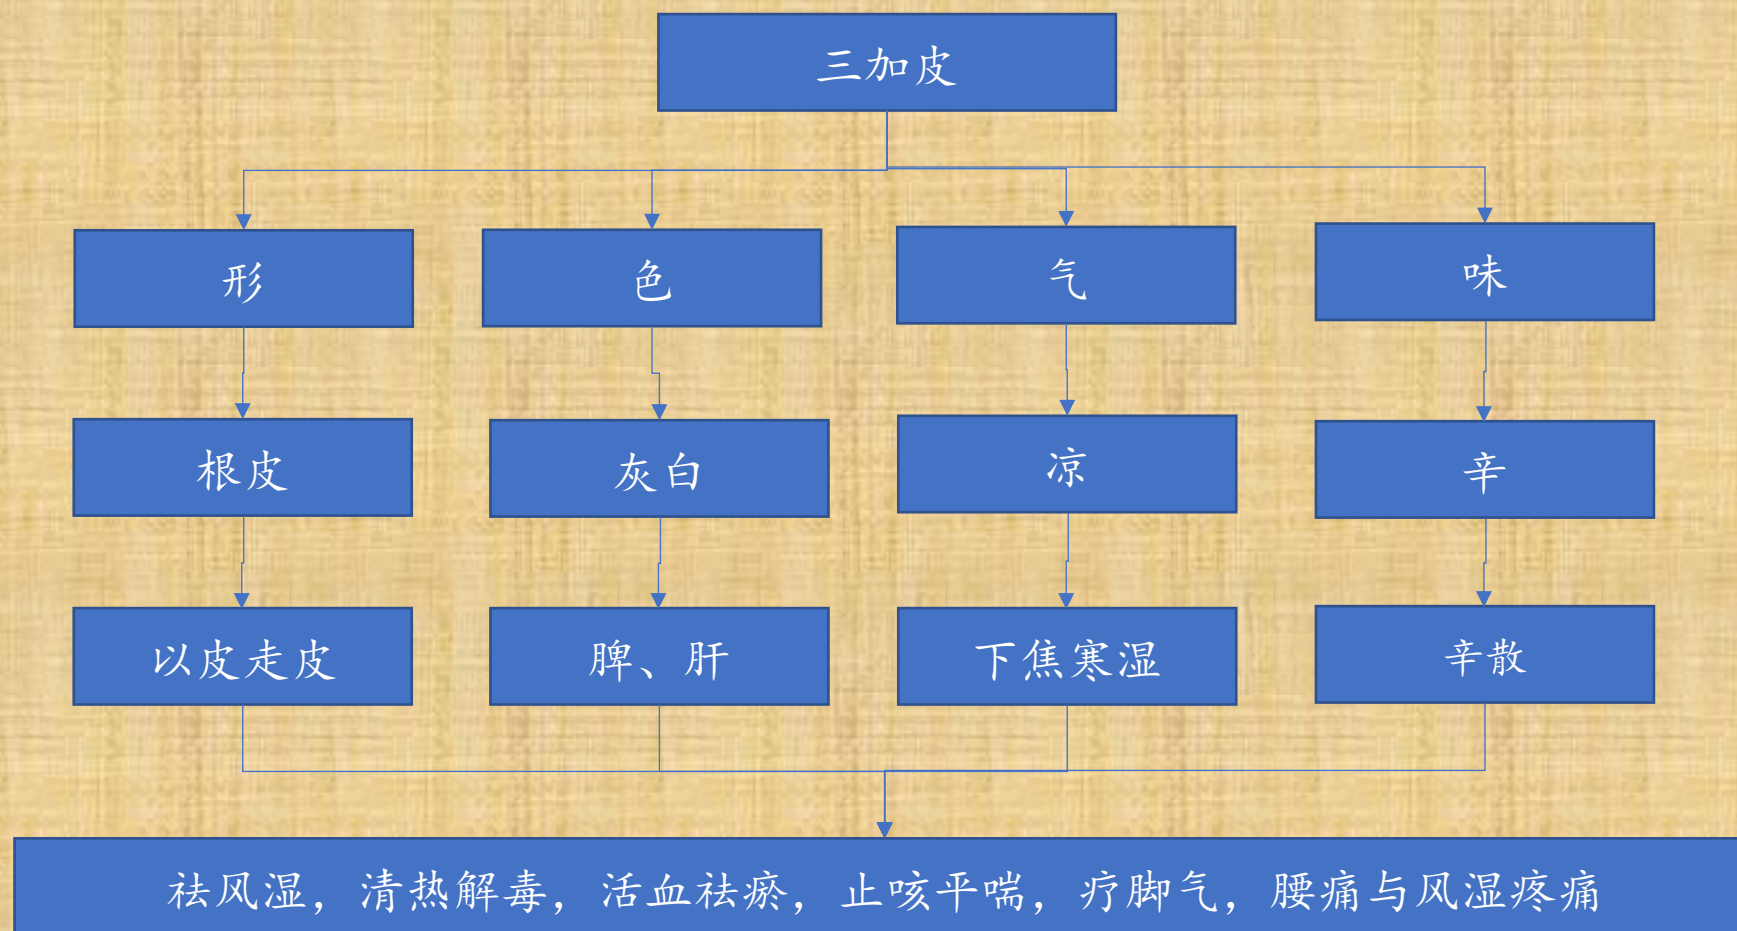 三加皮
形
色
气
味
根皮
灰白
凉
辛
以皮走皮
脾、肝
下焦寒湿
辛散
祛风湿，清热解毒，活血祛瘀，止咳平喘，疗脚气，腰痛与风湿疼痛